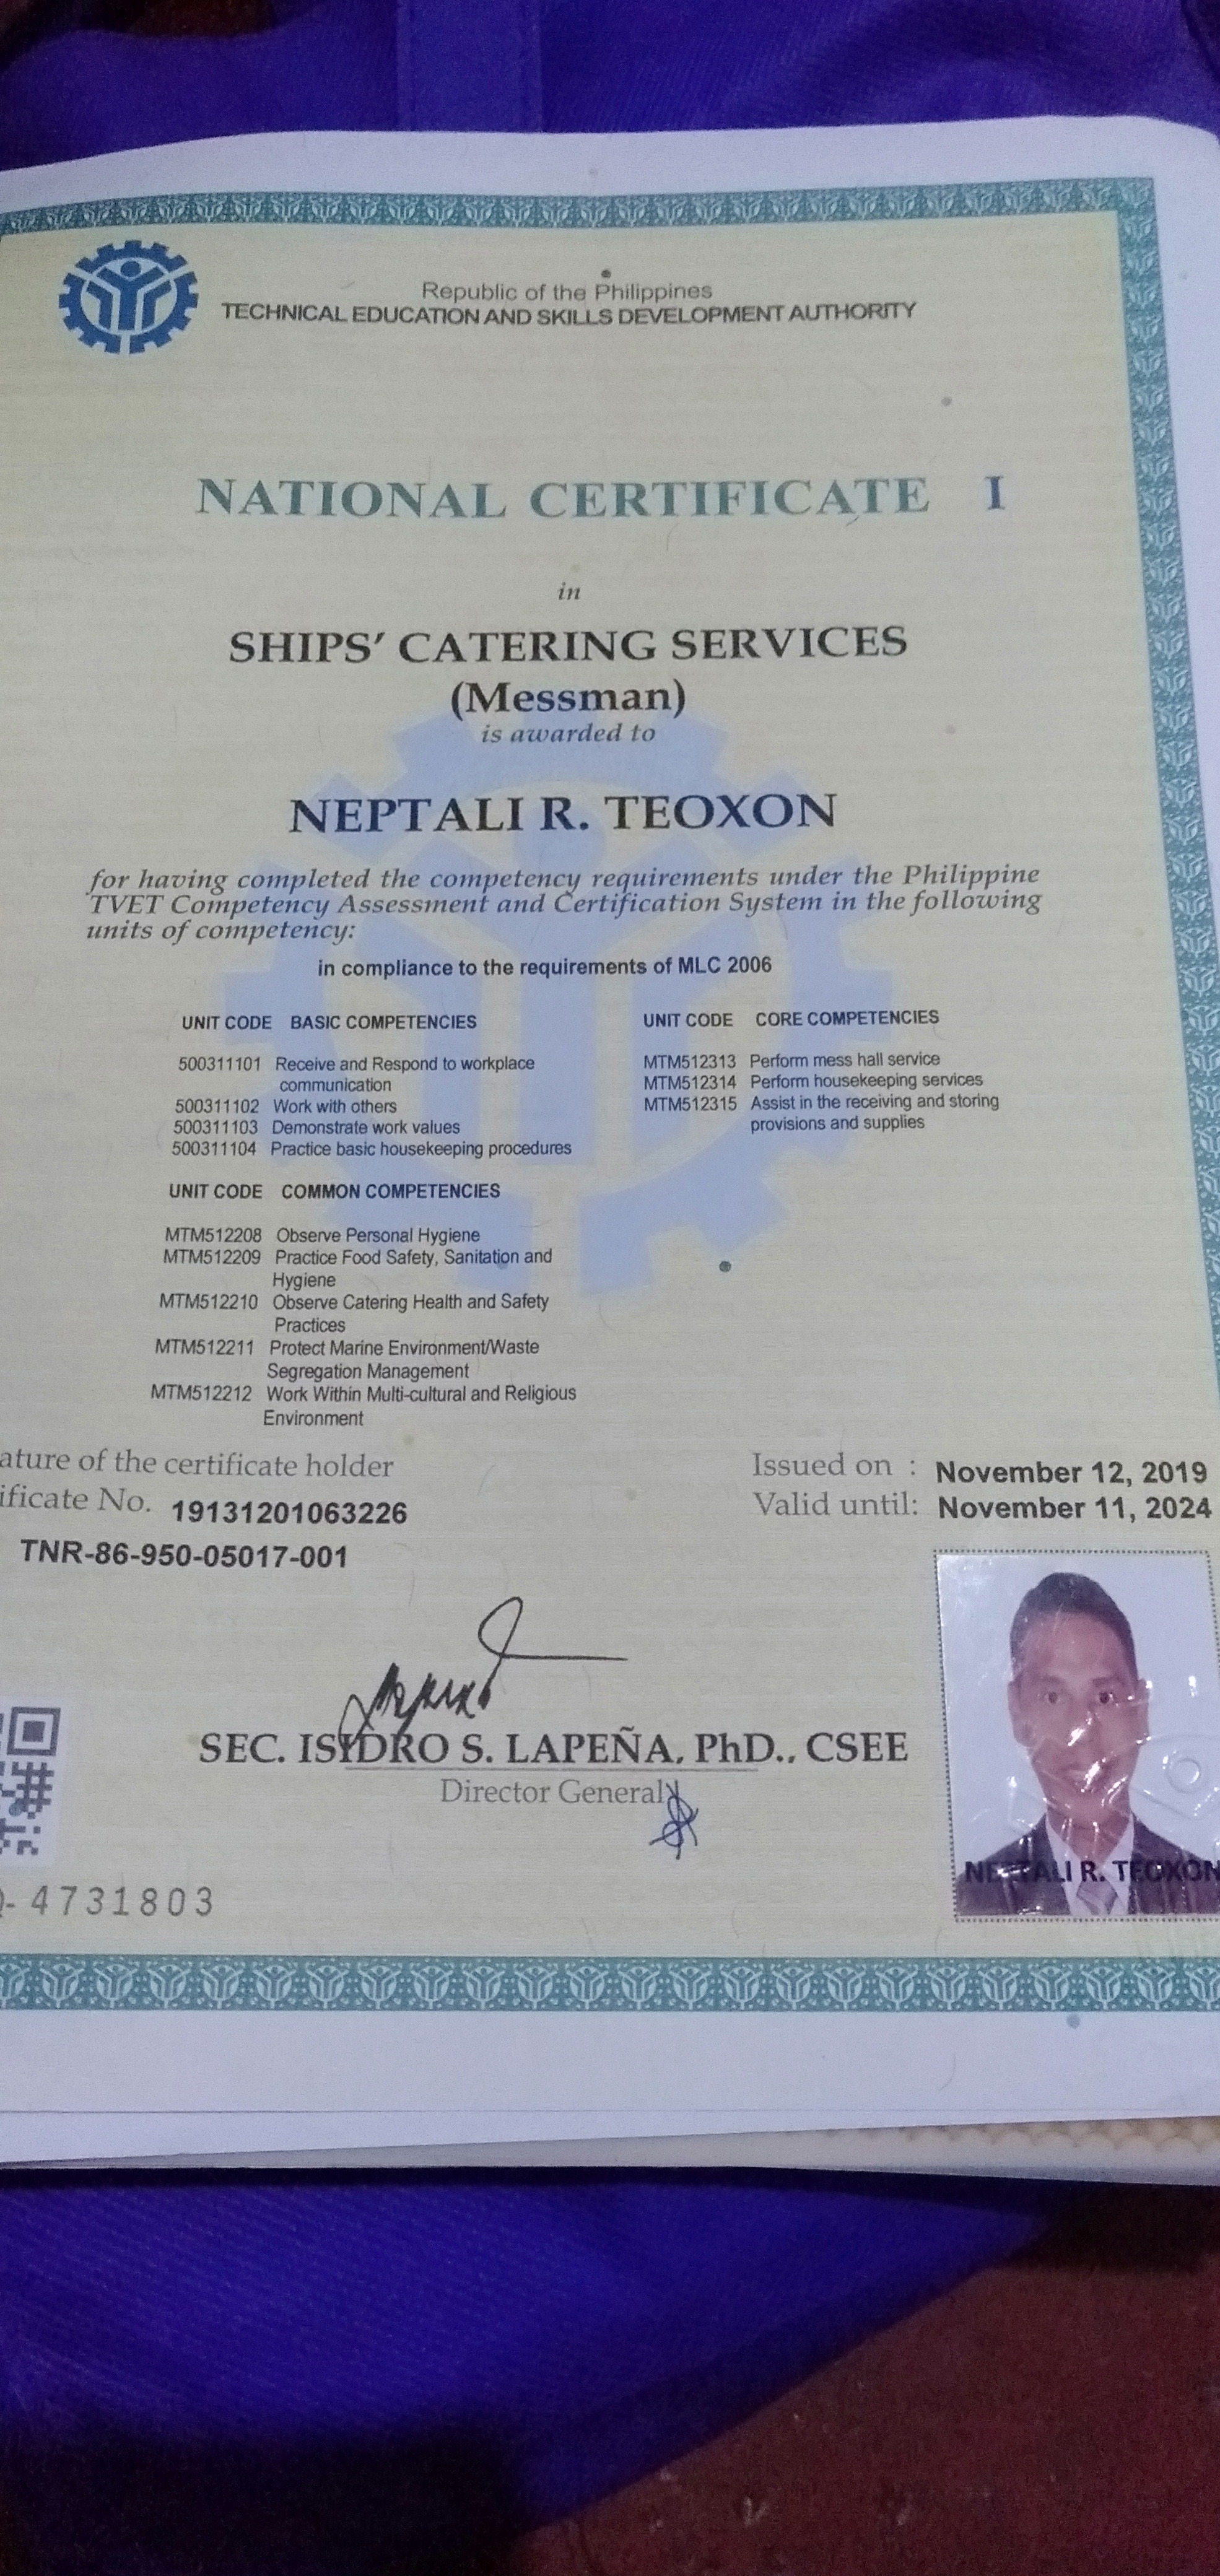 Republic of the Philippines
TECHNICAL EDUCATION AND SKILLS DEVELOPMENT AUTHORITY
NATIONAL CERTIFICATE I
in
SHIPS' CATERING SERVICES
(Messman)
is awarded to
NEPTALI R. TEOXON
for having completed the competency requirements under the Philippine
TVET Competency Assessment and Certification System in the following
units of competency:
in compliance to the requirements of MLC 2006
UNIT CODE BASIC COMPETENCIES
500311101 Receive and Respond to workplace
communication
500311102 Work with others
500311103 Demonstrate work values
500311104 Practice basic housekeeping procedures
UNIT CODE COMMON COMPETENCIES
MTM512208 Observe Personal Hygiene
MTM512209 Practice Food Safety, Sanitation and
Hygiene
MTM512210 Observe Catering Health and Safety
Practices
MTM512211 Protect Marine Environment/Waste
Segregation Management
MTM512212 Work Within Multi-cultural and Religious
Environment
UNIT CODE CORE COMPETENCIES
MTM512313 Perform mess hall service
MTM512314 Perform housekeeping services
MTM512315 Assist in the receiving and storing
provisions and supplies
ature of the certificate holder
ificate No. 19131201063226
TNR-86-950-05017-001
Issued on : November 12, 2019
Valid until: November 11, 2024
SEC. ISIDRO S. LAPEÑA, PhD., CSEE
Director General
NEPTALI R. TEOXON
- 4731803